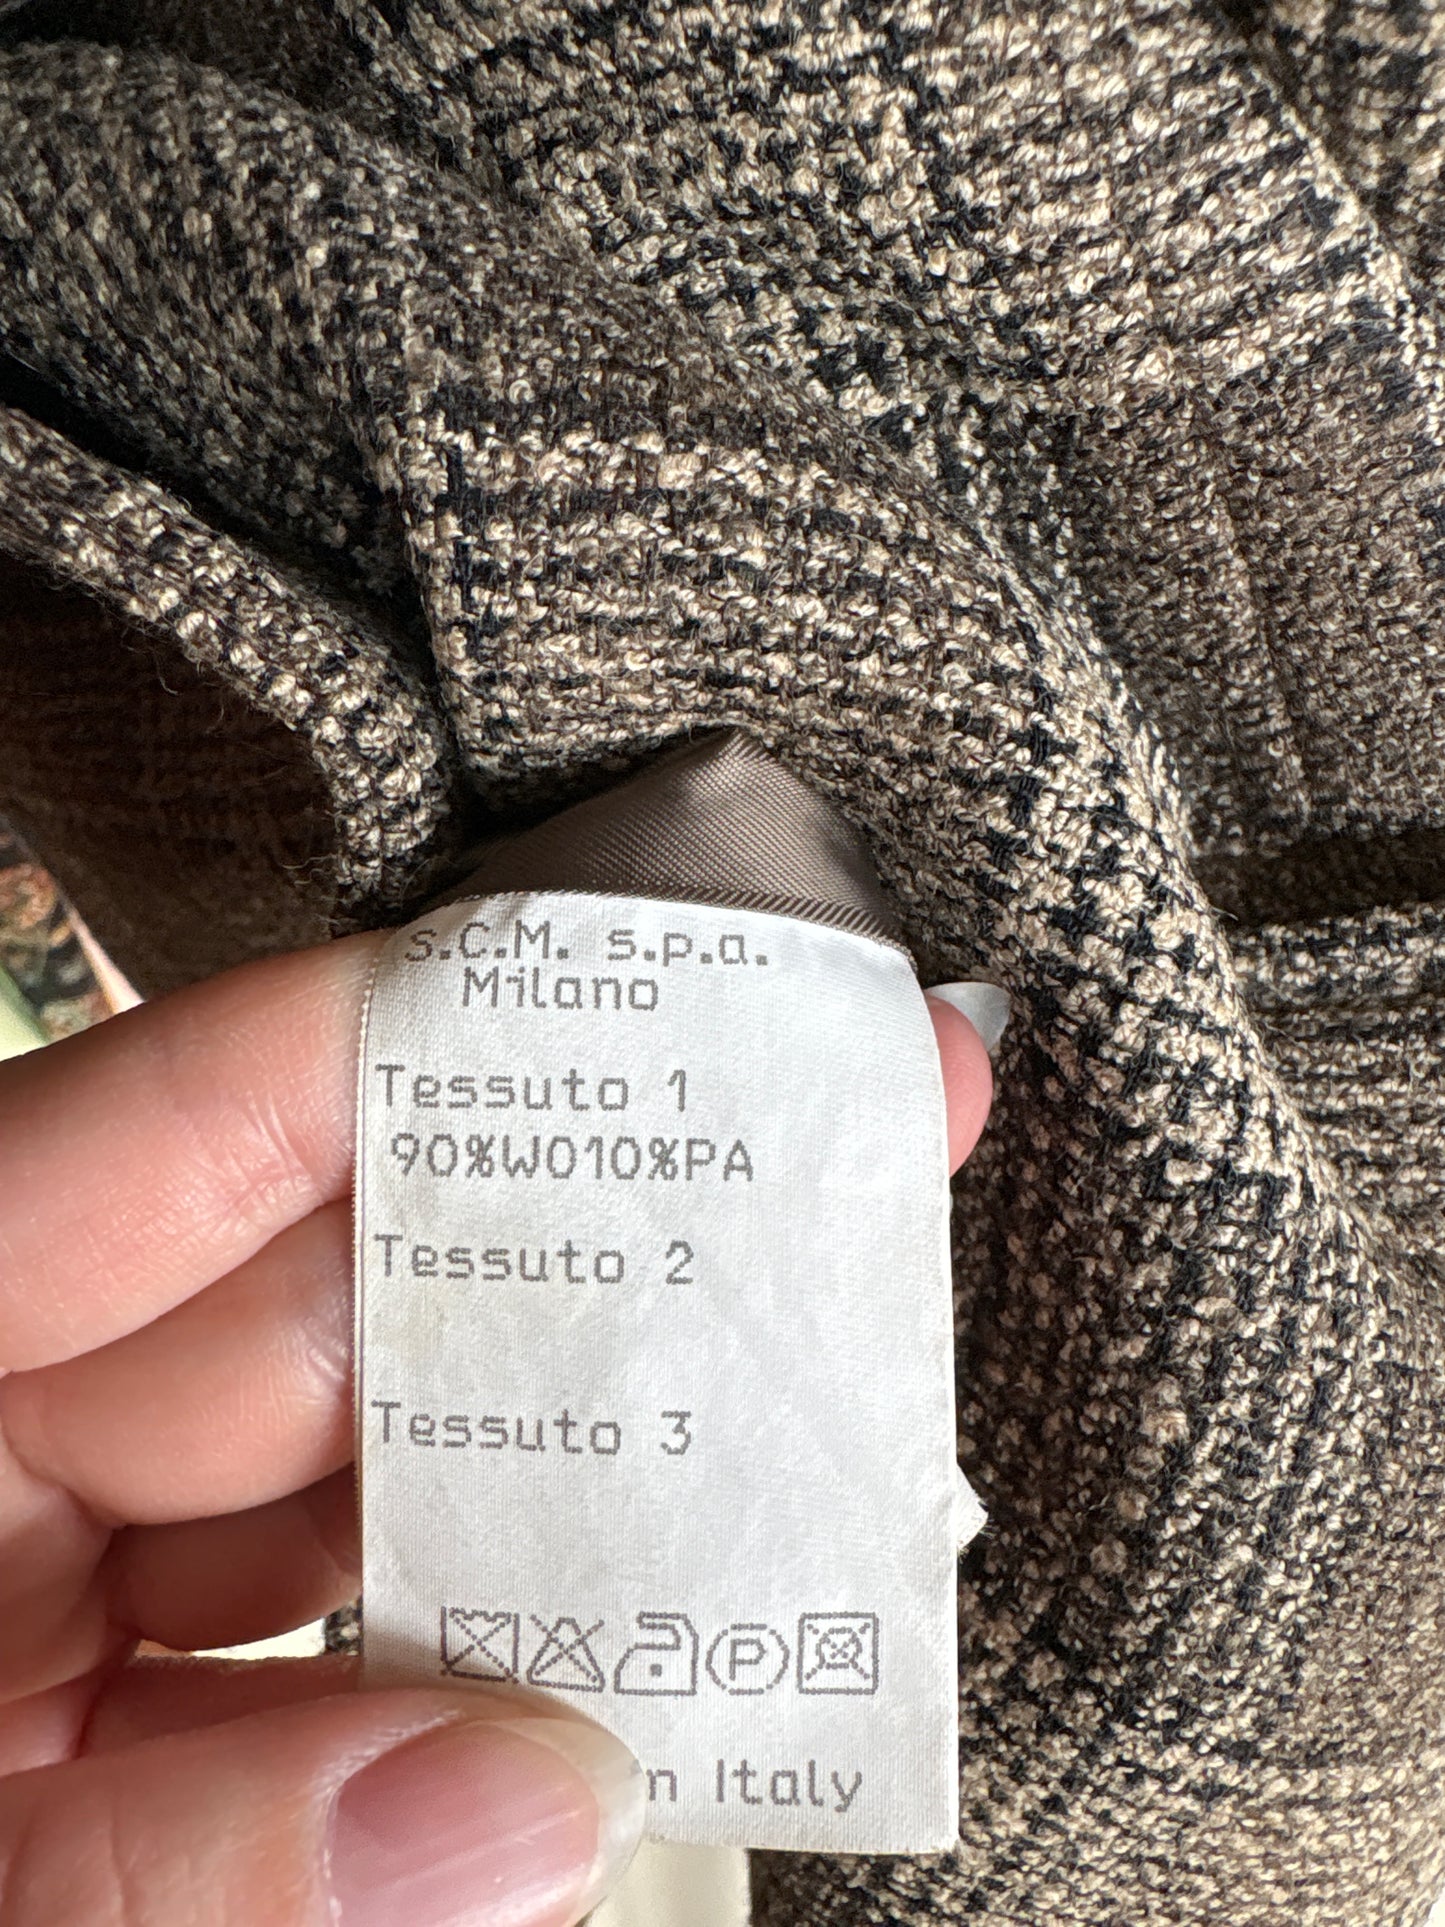 s.C.M. s.p.a.
Milano
Tessuto 1
90%WO10%PA
Tessuto 2
Tessuto 3
P
Italy